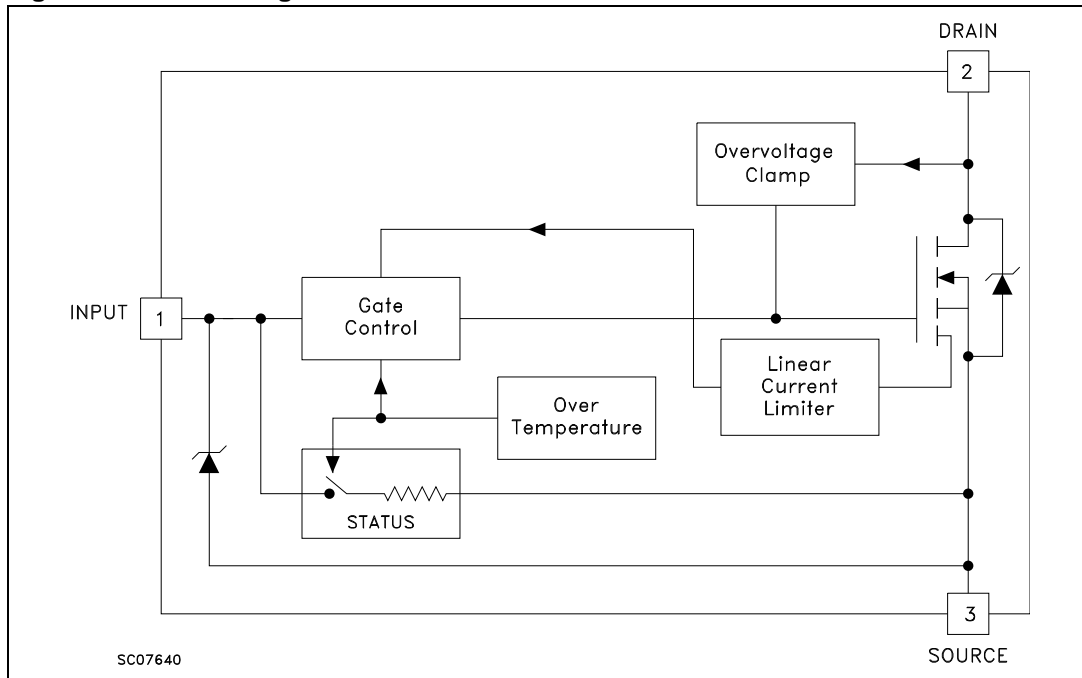 DRAIN
2
Overvoltage
Clamp
INPUT
1
Gate
Control
Linear
Current
Limiter
Over
Temperature
STATUS
3
SOURCE
SC07640